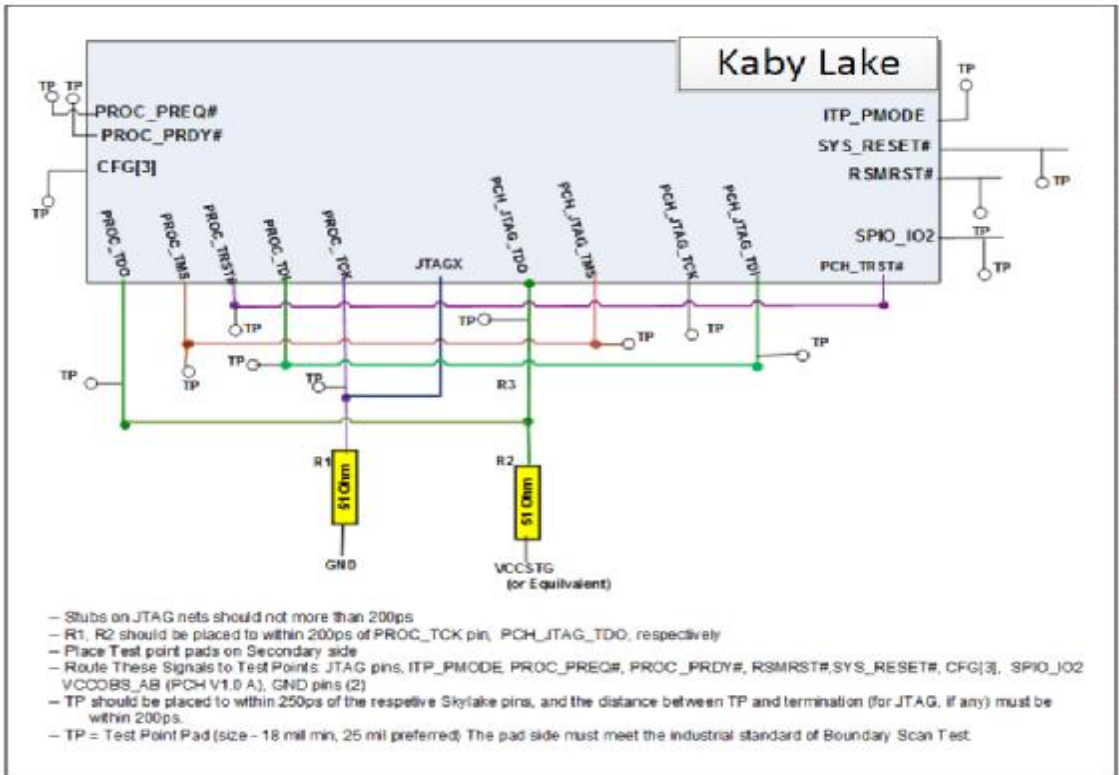 Kaby Lake
TP TP TP
PROC_PREQ#
ITP_PMODE
PROC_PRDY#
SYS_RESET#
CFG[3]
RSMRST#
TP
TP
TP
SPIO_IO2
TP
PROC_TDO
PROC_TMS
PROC_TRST#
PROC_TDI
PROC_TCK
JTAGX
PCH_JTAG_TDO
PCH_JTAG_TMS
PCH_JTAG_TCK
PCH_JTAG_TDI
PCH_TRST#
TP
TP
TP
TP
TP
TP
TP
TP
TP
TP
R3
R1
51 Ohm
R2
51 Ohm
GND
VCCSTG
(or Equilvalent)
– Stubs on JTAG nets should not more than 200ps
– R1, R2 should be placed to within 200ps of PROC_TCK pin, PCH_JTAG_TDO, respectively
– Place Test point pads on Secondary side
– Route These Signals to Test Points: JTAG pins, ITP_PMODE, PROC_PREQ#, PROC_PRDY#, RSMRST#,SYS_RESET#, CFG[3], SPIO_IO2
VCCOBS_AB (PCH V1.0 A), GND pins (2)
– TP should be placed to within 250ps of the respetive Skylake pins, and the distance between TP and termination (for JTAG, if any) must be
within 200ps.
– TP = Test Point Pad (size - 18 mil min, 25 mil preferred) The pad side must meet the industrial standard of Boundary Scan Test.